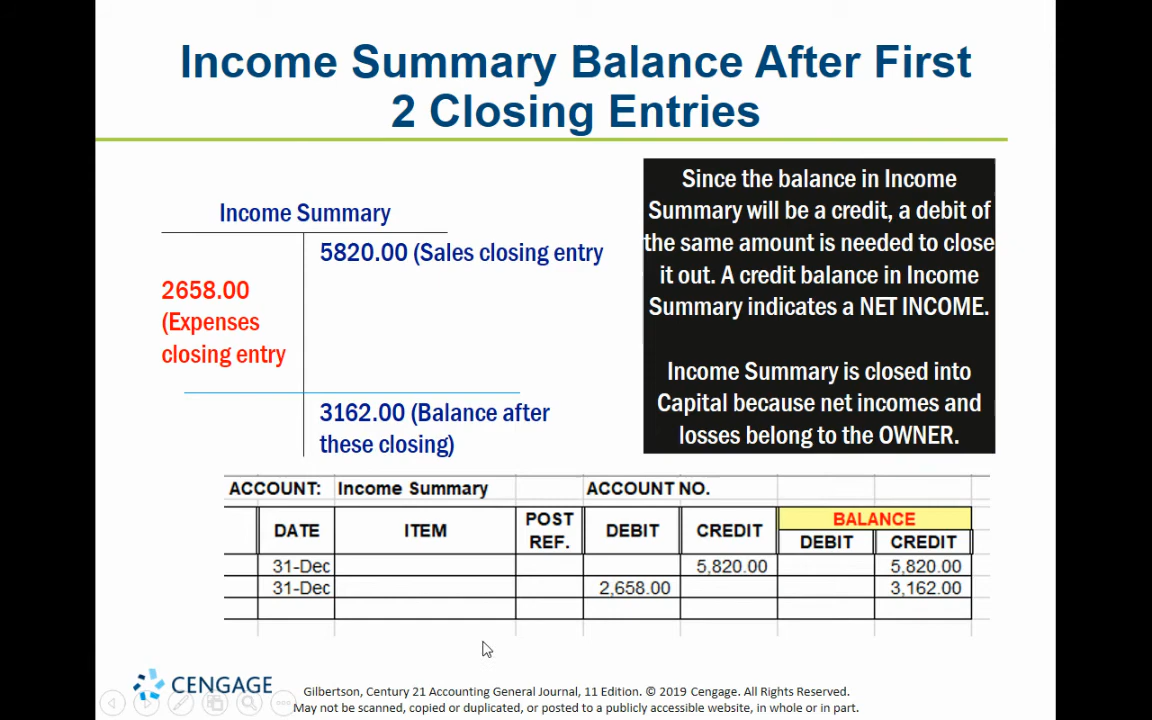 Income Summary Balance After First
2 Closing Entries
Income Summary
5820.00 (Sales closing entry
2658.00
(Expenses
closing entry
3162.00 (Balance after
these closing)
Since the balance in Income
Summary will be a credit, a debit of
the same amount is needed to close
it out. A credit balance in Income
Summary indicates a NET INCOME.
Income Summary is closed into
Capital because net incomes and
losses belong to the OWNER.
ACCOUNT: Income Summary ACCOUNT NO.
DATE ITEM POST REF. DEBIT CREDIT BALANCE
DEBIT CREDIT
31-Dec 5,820.00 5,820.00
31-Dec 2,658.00 3,162.00
CENGAGE
Gilbertson, Century 21 Accounting General Journal, 11 Edition. © 2019 Cengage. All Rights Reserved.
May not be scanned, copied or duplicated, or posted to a publicly accessible website, in whole or in part.